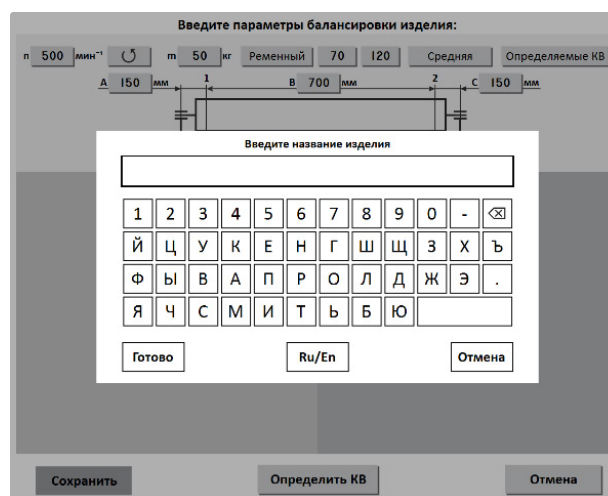 Введите параметры балансировки изделия:
n 500 мин⁻¹ m 50 кг Ременный 70 120 Средняя Определяемые КВ
A 150 мм 1 B 700 мм 2 C 150 мм
Введите название изделия
1 2 3 4 5 6 7 8 9 0 -
Й Ц У К Е Н Г Ш Щ З Х Ъ
Ф Ы В А П Р О Л Д Ж Э .
Я Ч С М И Т Ь Б Ю
Готово Ru/En Отмена
Сохранить Определить КВ Отмена